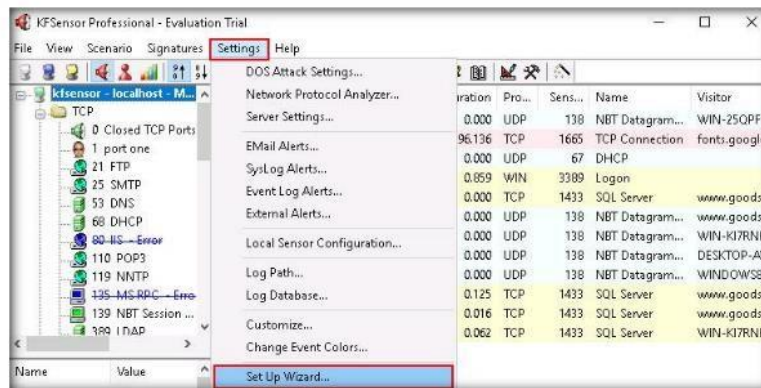 KFSensor Professional - Evaluation Trial
File View Scenario Signatures Settings Help
kfsensor - localhost - M...
TCP
0 Closed TCP Ports
1 port one
21 FTP
25 SMTP
53 DNS
68 DHCP
80 IIS - Error
110 POP3
119 NNTP
135 MS RPC - Erro
139 NBT Session ...
389 LDAP
Name Value
DOS Attack Settings...
Network Protocol Analyzer...
Server Settings...
EMail Alerts...
SysLog Alerts...
Event Log Alerts...
External Alerts...
Local Sensor Configuration...
Log Path...
Log Database...
Customize...
Change Event Colors...
Set Up Wizard...
uration Pro... Sens... Name Visitor
0.000 UDP 138 NBT Datagram... WIN-25QPF
96.136 TCP 1665 TCP Connection fonts.googl
0.000 UDP 67 DHCP
0.859 WIN 3389 Logon
0.000 TCP 1433 SQL Server www.goods
0.000 UDP 138 NBT Datagram... www.goods
0.000 UDP 138 NBT Datagram... WIN-KI7RNI
0.000 UDP 138 NBT Datagram... DESKTOP-A
0.000 UDP 138 NBT Datagram... WINDOWS8
0.125 TCP 1433 SQL Server www.goods
0.016 TCP 1433 SQL Server www.goods
0.062 TCP 1433 SQL Server WIN-KI7RNI